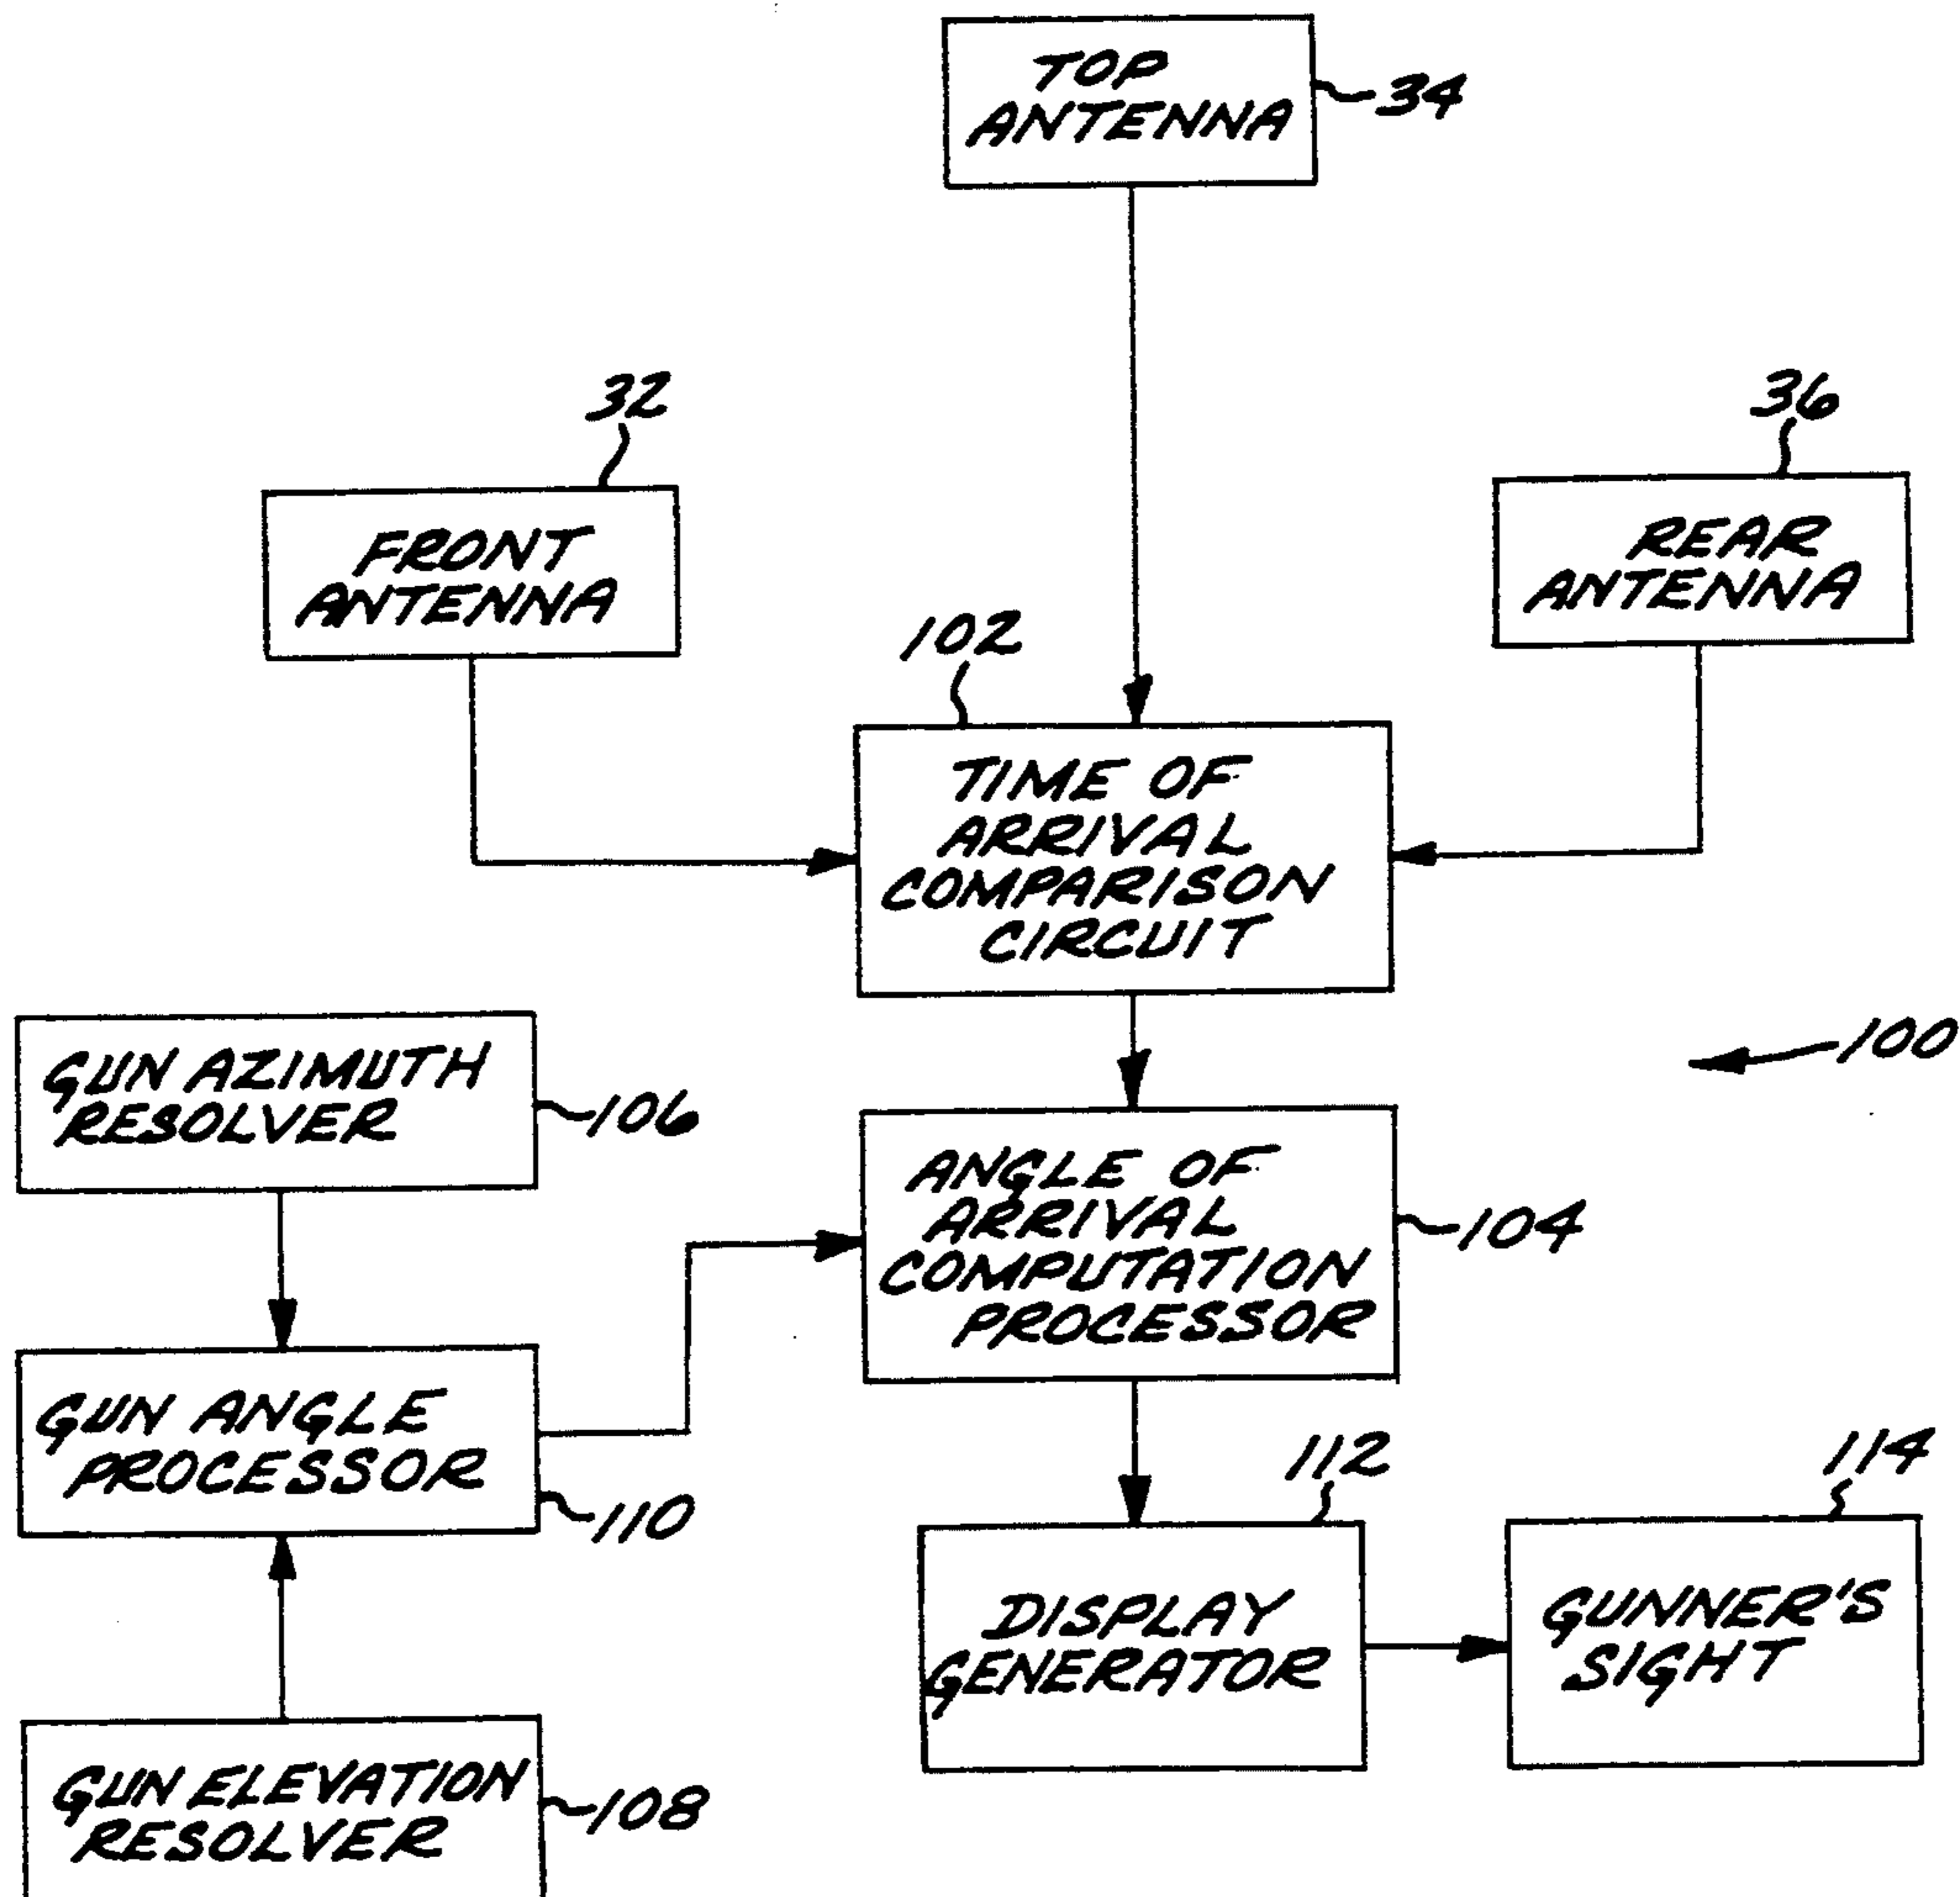 TOP
ANTENNA
34
32
36
FRONT
ANTENNA
REAR
ANTENNA
102
TIME OF
ARRIVAL
COMPARISON
CIRCUIT
100
GUN AZIMUTH
RESOLVER
106
ANGLE OF
ARRIVAL
COMPUTATION
PROCESSOR
104
GUN ANGLE
PROCESSOR
110
112
114
DISPLAY
GENERATOR
GUNNER'S
SIGHT
GUN ELEVATION
RESOLVER
108